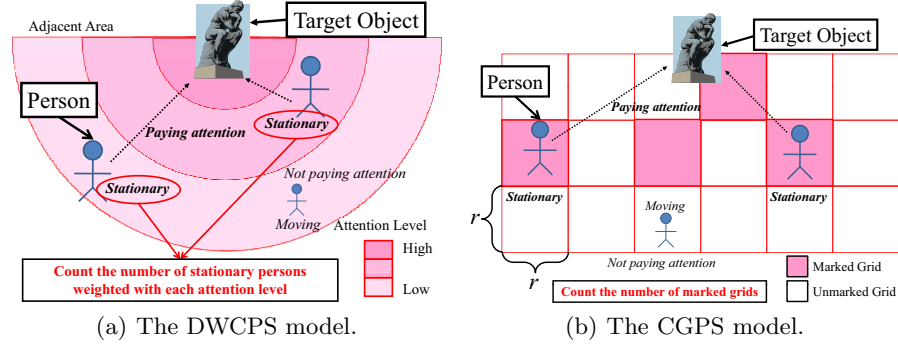 Adjacent Area
Target Object
Person
Paying attention
Stationary
Stationary
Not paying attention
Moving
Attention Level
High
Low
Count the number of stationary persons
weighted with each attention level
(a) The DWCPS model.
Target Object
Person
Paying attention
Stationary
Stationary
Moving
Not paying attention
r
r
Marked Grid
Unmarked Grid
Count the number of marked grids
(b) The CGPS model.